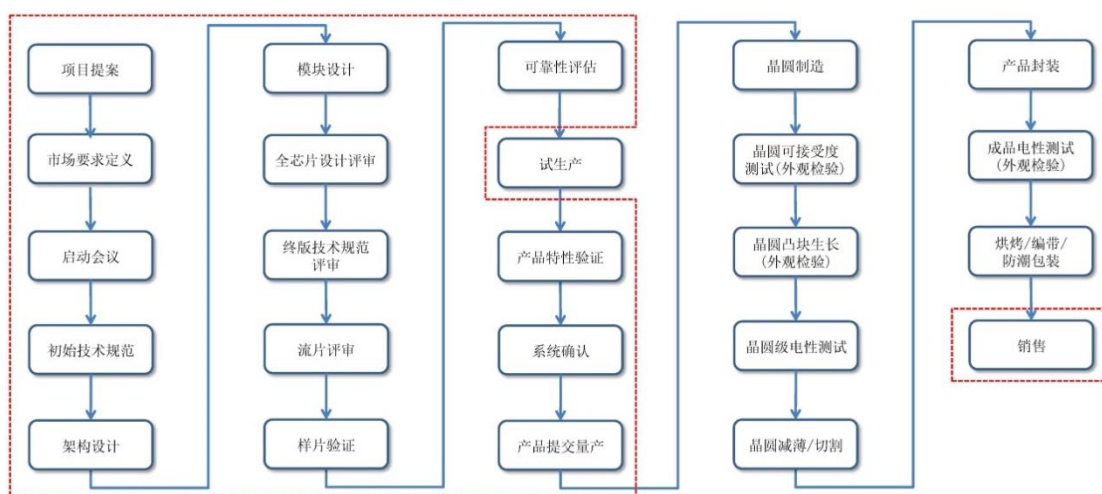 项目提案
市场要求定义
启动会议
初始技术规范
架构设计
模块设计
全芯片设计评审
终版技术规范
评审
流片评审
样片验证
可靠性评估
试生产
产品特性验证
系统确认
产品提交量产
晶圆制造
晶圆可接受度
测试(外观检验)
晶圆凸块生长
(外观检验)
晶圆级电性测试
晶圆减薄/切割
产品封装
成品电性测试
(外观检验)
烘烤/编带/
防潮包装
销售